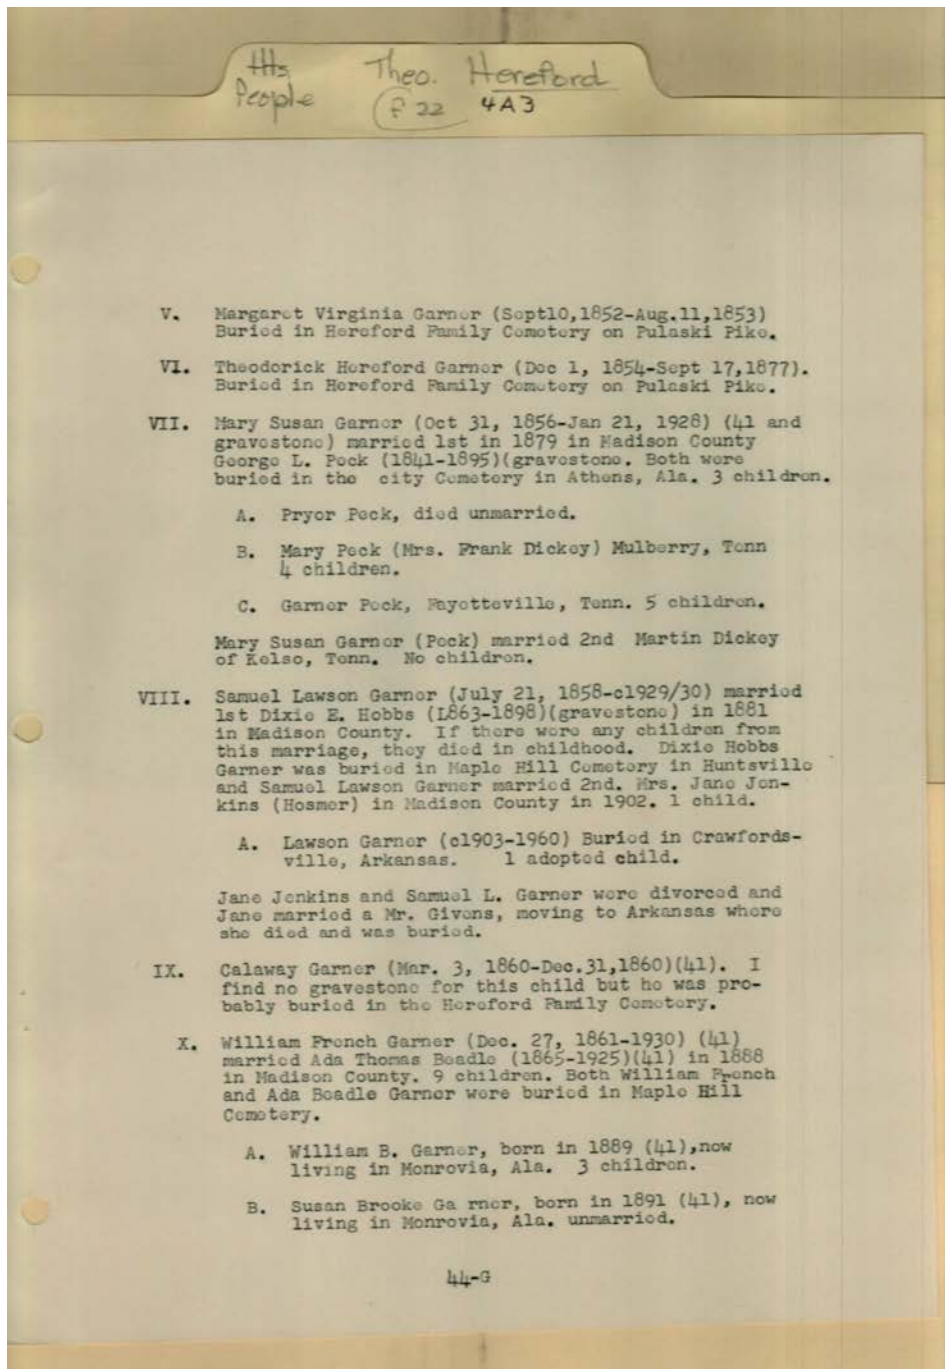 HHs Theo. Hereford
People f 22 4A3
V. Margaret Virginia Garner (Sept10,1852-Aug.11,1853)
Buried in Hereford Family Cemetery on Pulaski Pike.
VI. Theodorick Hereford Garner (Dec 1, 1854-Sept 17,1877).
Buried in Hereford Family Cemetery on Pulaski Pike.
VII. Mary Susan Garner (Oct 31, 1856-Jan 21, 1928) (41 and
gravestone) married 1st in 1879 in Madison County
George L. Peck (1841-1895)(gravestone. Both were
buried in the city Cemetery in Athens, Ala. 3 children.
A. Pryor Peck, died unmarried.
B. Mary Peck (Mrs. Frank Dickey) Mulberry, Tenn
4 children.
C. Garner Peck, Fayetteville, Tenn. 5 children.
Mary Susan Garner (Peck) married 2nd Martin Dickey
of Kelso, Tenn. No children.
VIII. Samuel Lawson Garner (July 21, 1858-c1929/30) married
1st Dixie E. Hobbs (L863-1898)(gravestone) in 1881
in Madison County. If there were any children from
this marriage, they died in childhood. Dixie Hobbs
Garner was buried in Maple Hill Cemetery in Huntsville
and Samuel Lawson Garner married 2nd. Mrs. Jane Jen-
kins (Hosmer) in Madison County in 1902. 1 child.
A. Lawson Garner (c1903-1960) Buried in Crawfords-
ville, Arkansas. 1 adopted child.
Jane Jenkins and Samuel L. Garner were divorced and
Jane married a Mr. Givens, moving to Arkansas where
she died and was buried.
IX. Calaway Garner (Mar. 3, 1860-Dec.31,1860)(41). I
find no gravestone for this child but he was pro-
bably buried in the Hereford Family Cemetery.
X. William French Garner (Dec. 27, 1861-1930) (41)
married Ada Thomas Beadle (1865-1925)(41) in 1888
in Madison County. 9 children. Both William French
and Ada Beadle Garner were buried in Maple Hill
Cemetery.
A. William B. Garner, born in 1889 (41),now
living in Monrovia, Ala. 3 children.
B. Susan Brooke Ga rner, born in 1891 (41), now
living in Monrovia, Ala. unmarried.
44-G